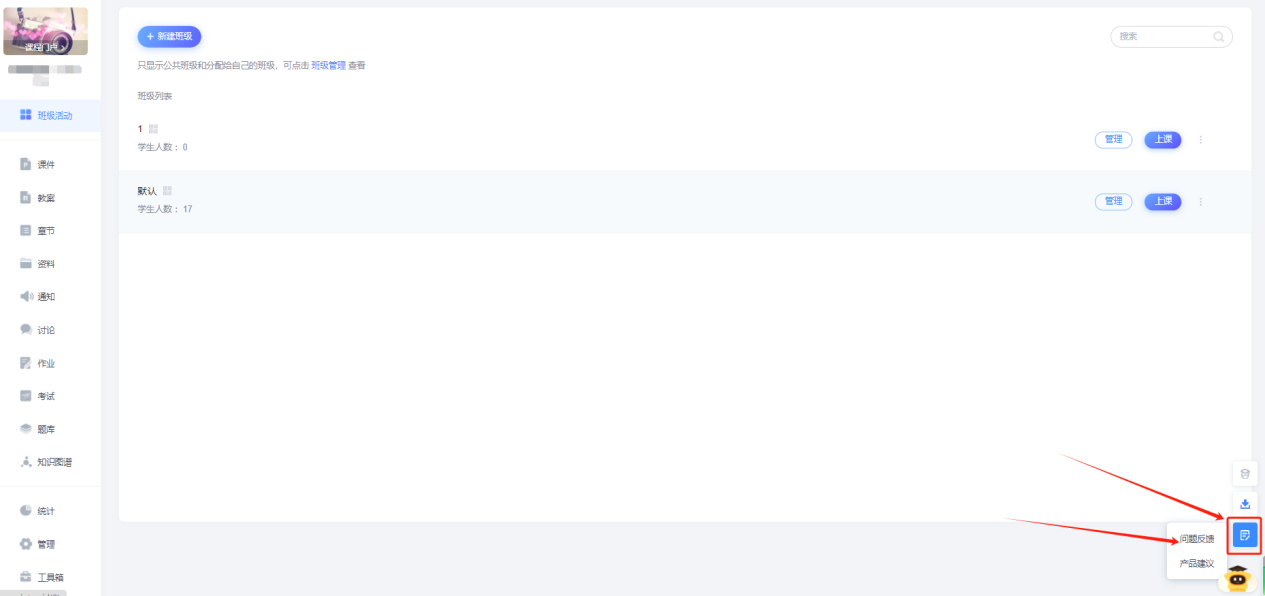 课程门户
班级活动
课件
教案
章节
资料
通知
讨论
作业
考试
题库
知识图谱
统计
管理
工具箱
+ 新建班级
搜索
只显示公共班级和分配给自己的班级，可点击 班级管理 查看
班级列表
1
学生人数： 0
管理
上课
默认
学生人数： 17
管理
上课
问题反馈
产品建议